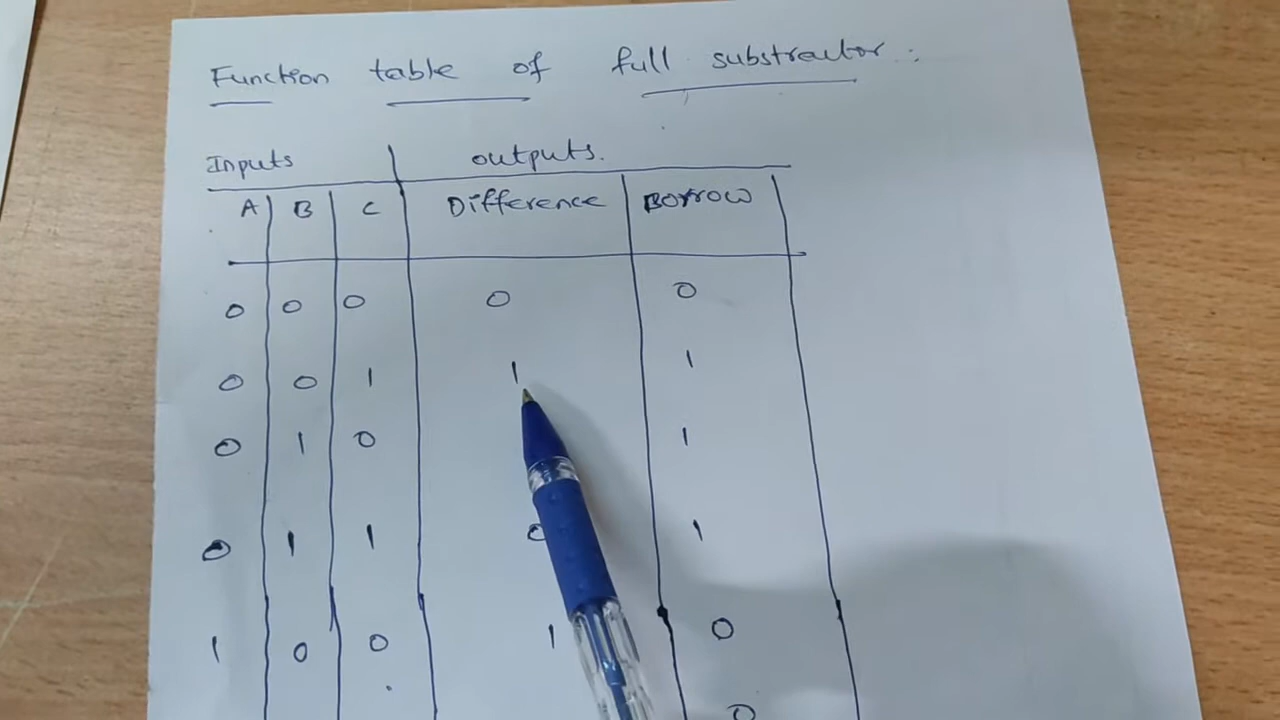 Function table of full substractor:
Inputs outputs.
A B C Difference Borrow
0 0 0 0 0
0 0 1 1 1
0 1 0 1
0 1 1 0 1
1 0 0 1 0
0